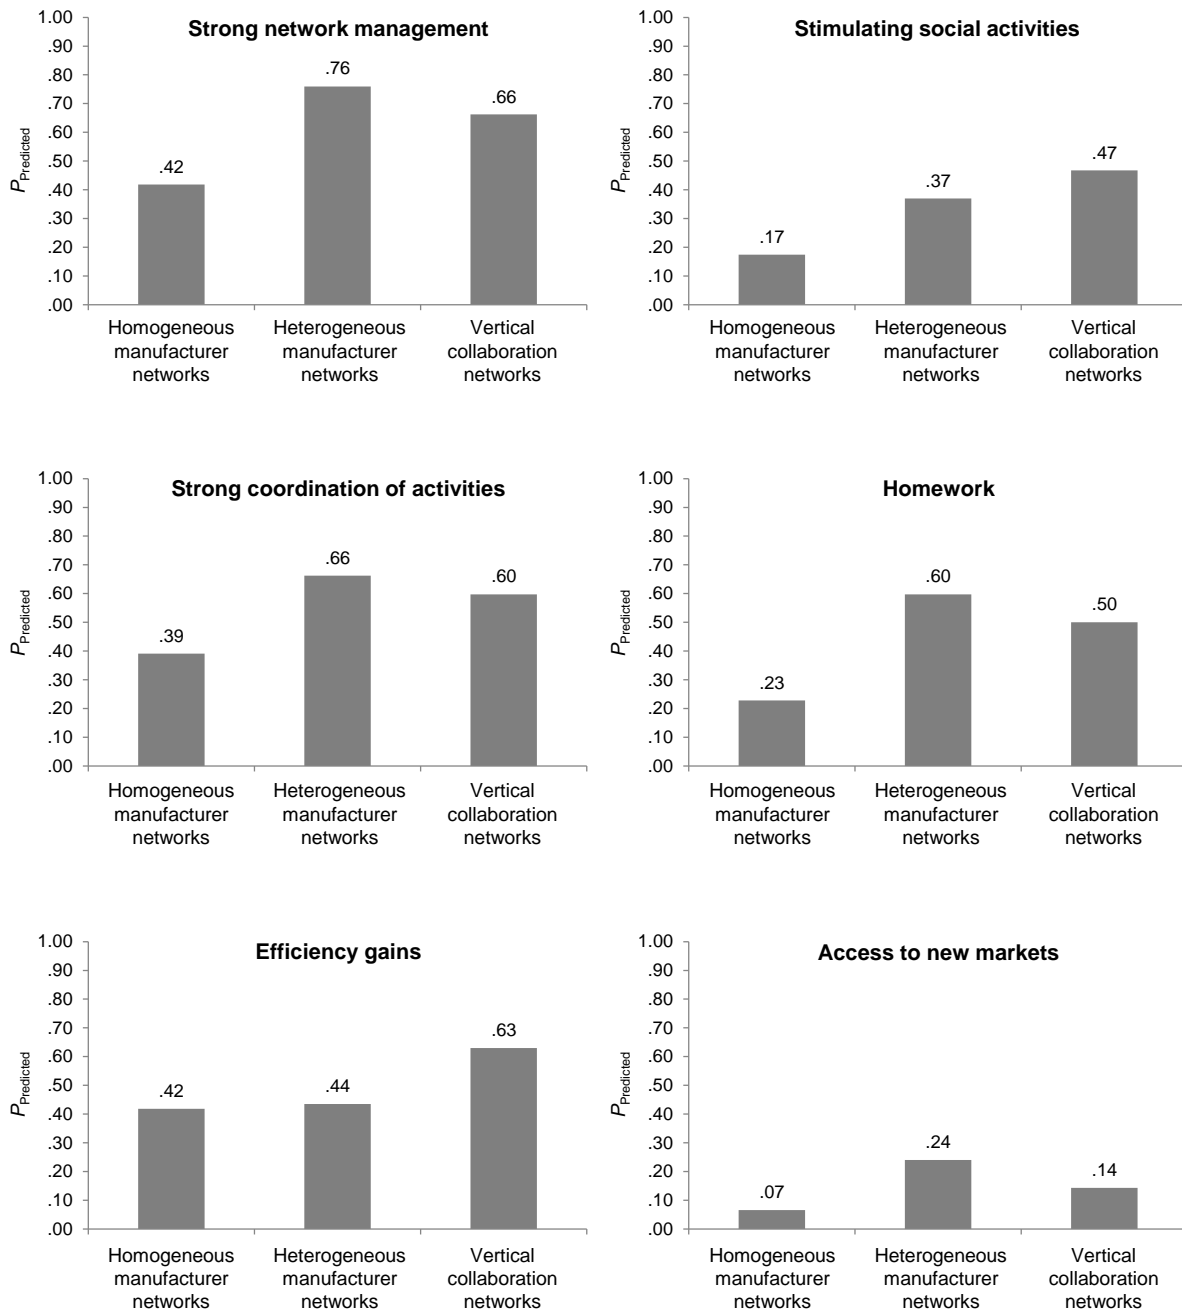 Strong network management
1.00
.90
.80
.70
.60
.50
.40
.30
.20
.10
.00
PPredicted
.42
.76
.66
Homogeneous
manufacturer
networks
Heterogeneous
manufacturer
networks
Vertical
collaboration
networks
Stimulating social activities
1.00
.90
.80
.70
.60
.50
.40
.30
.20
.10
.00
PPredicted
.17
.37
.47
Homogeneous
manufacturer
networks
Heterogeneous
manufacturer
networks
Vertical
collaboration
networks
Strong coordination of activities
1.00
.90
.80
.70
.60
.50
.40
.30
.20
.10
.00
PPredicted
.39
.66
.60
Homogeneous
manufacturer
networks
Heterogeneous
manufacturer
networks
Vertical
collaboration
networks
Homework
1.00
.90
.80
.70
.60
.50
.40
.30
.20
.10
.00
PPredicted
.23
.60
.50
Homogeneous
manufacturer
networks
Heterogeneous
manufacturer
networks
Vertical
collaboration
networks
Efficiency gains
1.00
.90
.80
.70
.60
.50
.40
.30
.20
.10
.00
PPredicted
.42
.44
.63
Homogeneous
manufacturer
networks
Heterogeneous
manufacturer
networks
Vertical
collaboration
networks
Access to new markets
1.00
.90
.80
.70
.60
.50
.40
.30
.20
.10
.00
PPredicted
.07
.24
.14
Homogeneous
manufacturer
networks
Heterogeneous
manufacturer
networks
Vertical
collaboration
networks